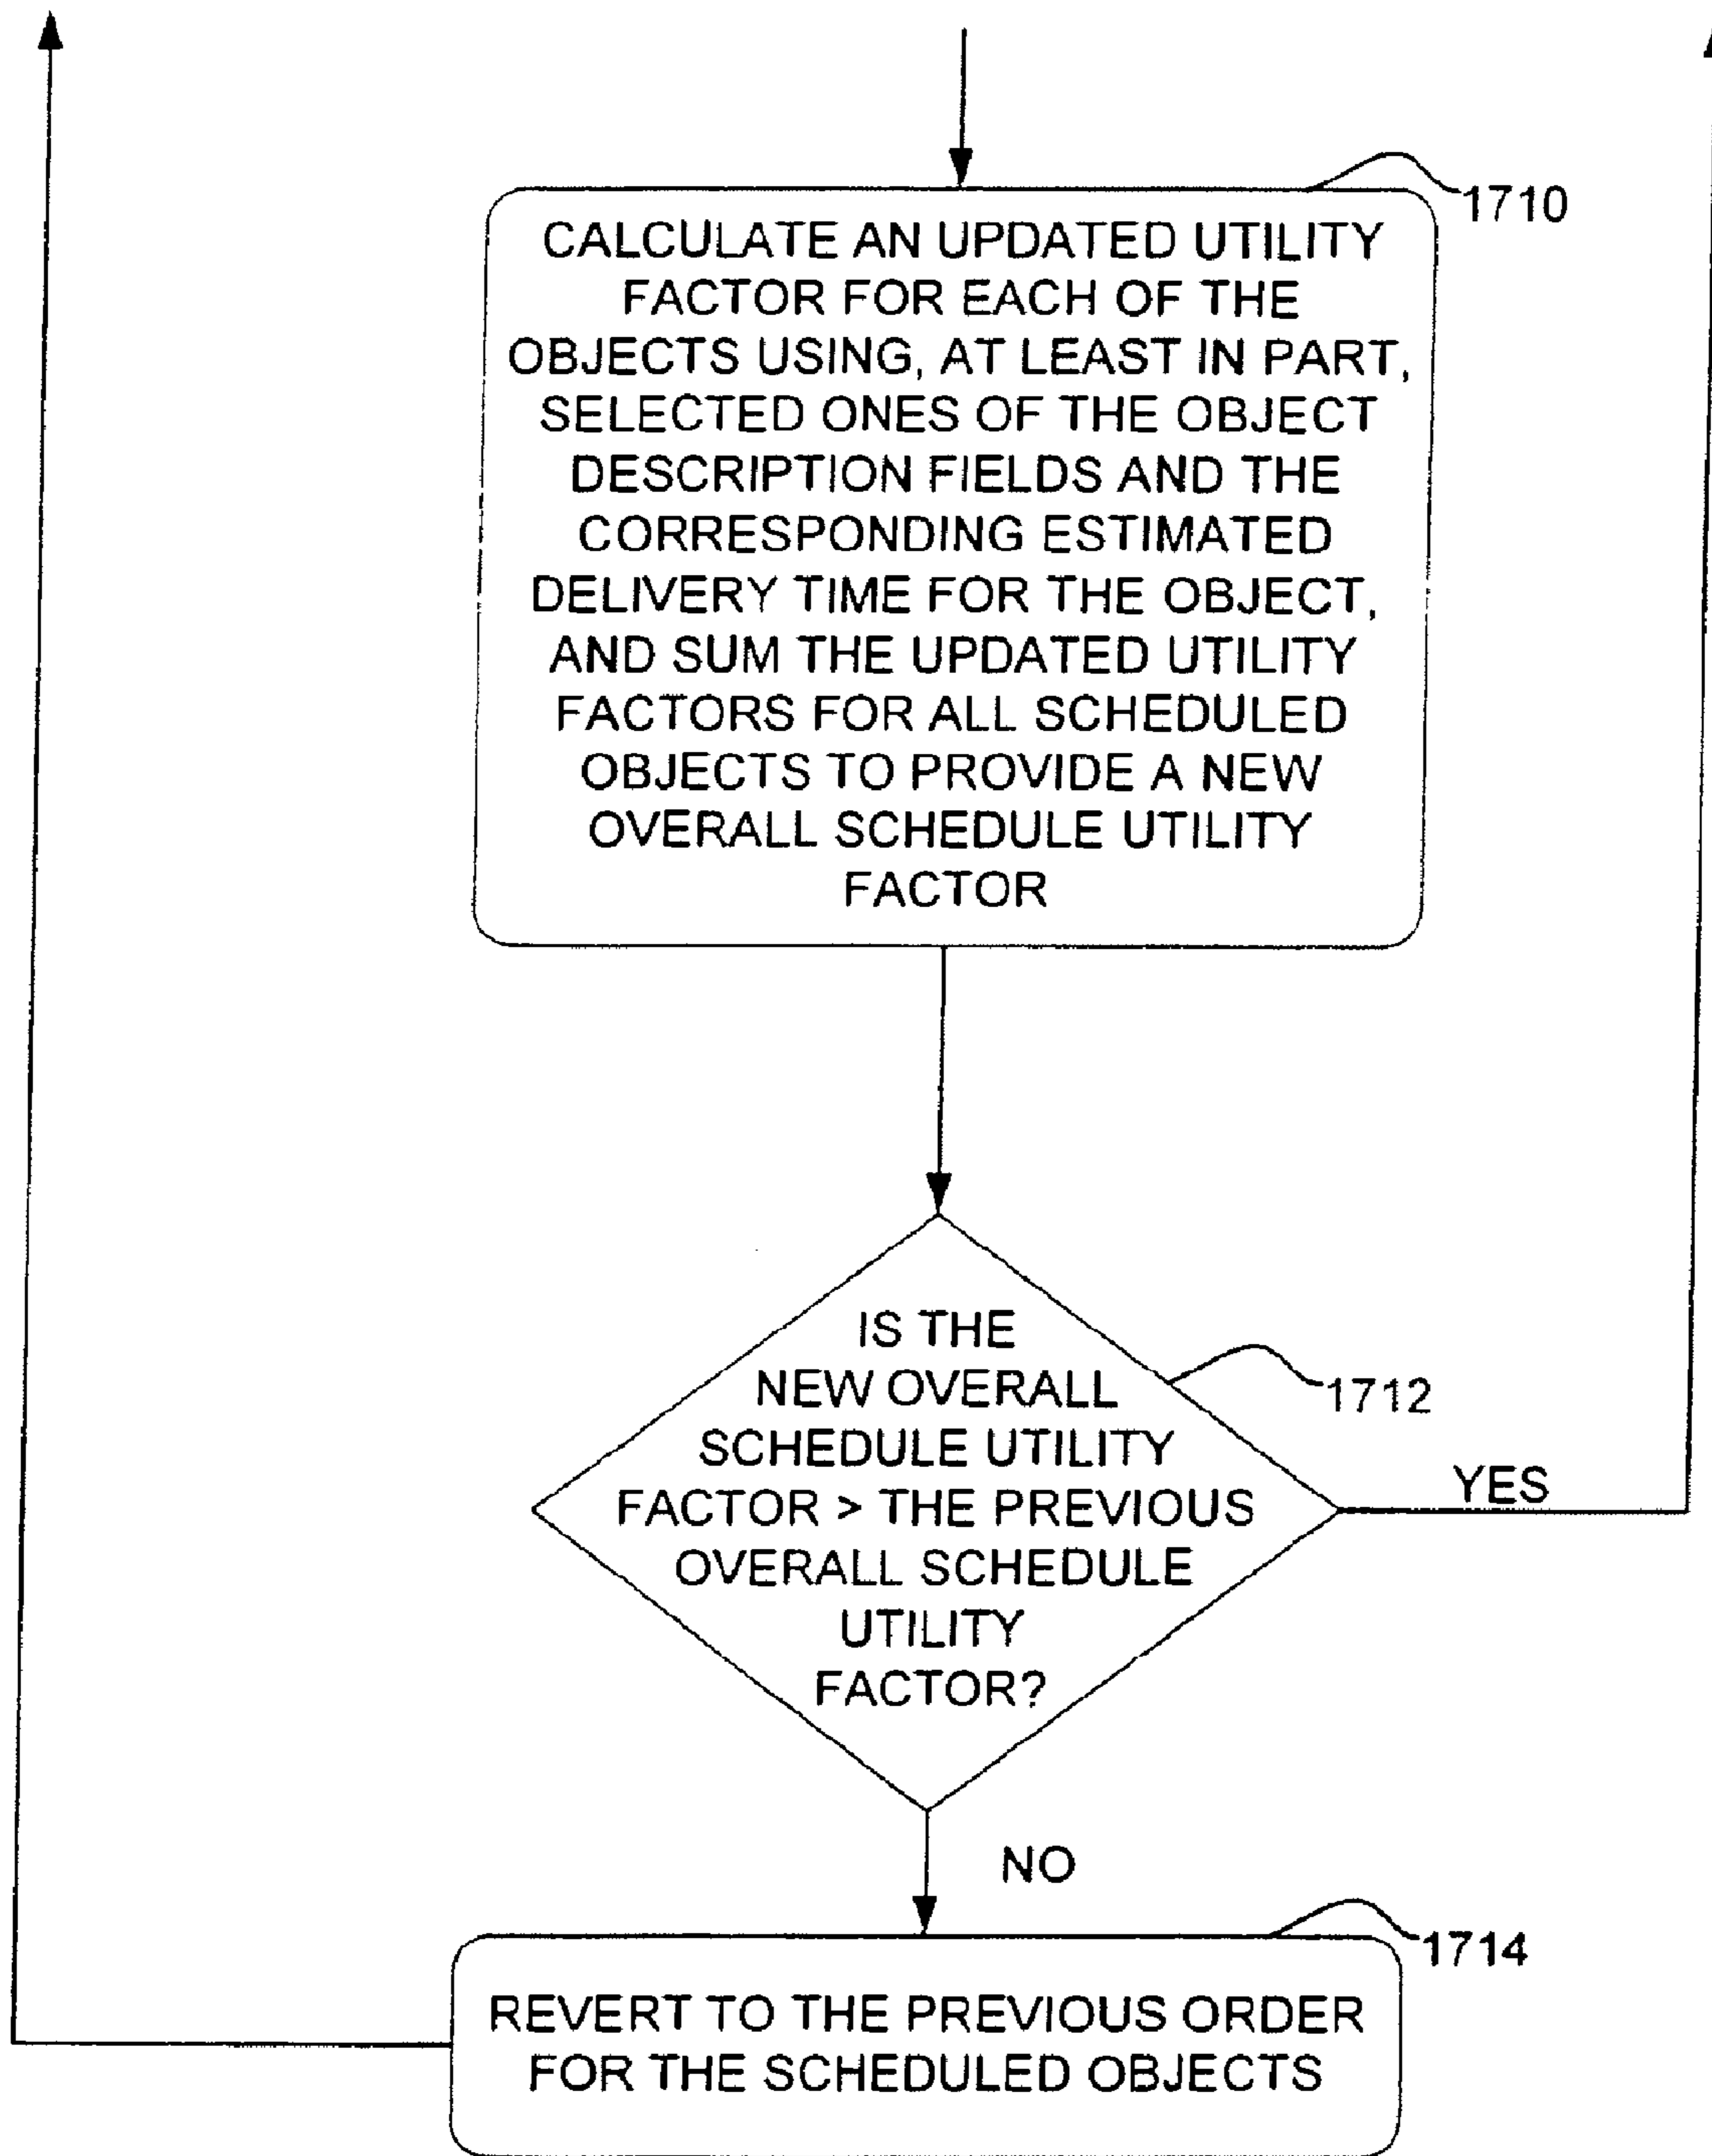 1710
CALCULATE AN UPDATED UTILITY
FACTOR FOR EACH OF THE
OBJECTS USING, AT LEAST IN PART,
SELECTED ONES OF THE OBJECT
DESCRIPTION FIELDS AND THE
CORRESPONDING ESTIMATED
DELIVERY TIME FOR THE OBJECT,
AND SUM THE UPDATED UTILITY
FACTORS FOR ALL SCHEDULED
OBJECTS TO PROVIDE A NEW
OVERALL SCHEDULE UTILITY
FACTOR
IS THE
NEW OVERALL
SCHEDULE UTILITY
FACTOR > THE PREVIOUS
OVERALL SCHEDULE
UTILITY
FACTOR?
1712
YES
NO
1714
REVERT TO THE PREVIOUS ORDER
FOR THE SCHEDULED OBJECTS